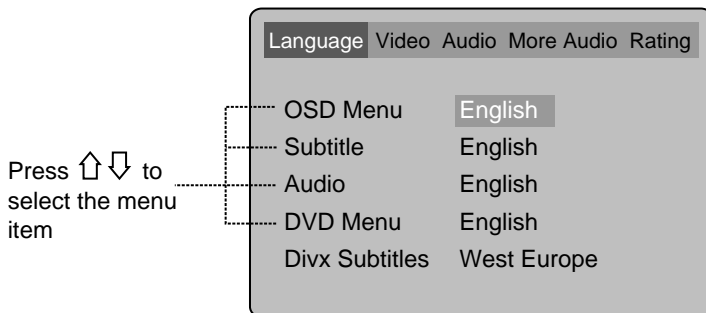 Language Video Audio More Audio Rating
OSD Menu English
Subtitle English
Audio English
DVD Menu English
Divx Subtitles West Europe
Press ⇧ ⇩ to
select the menu
item